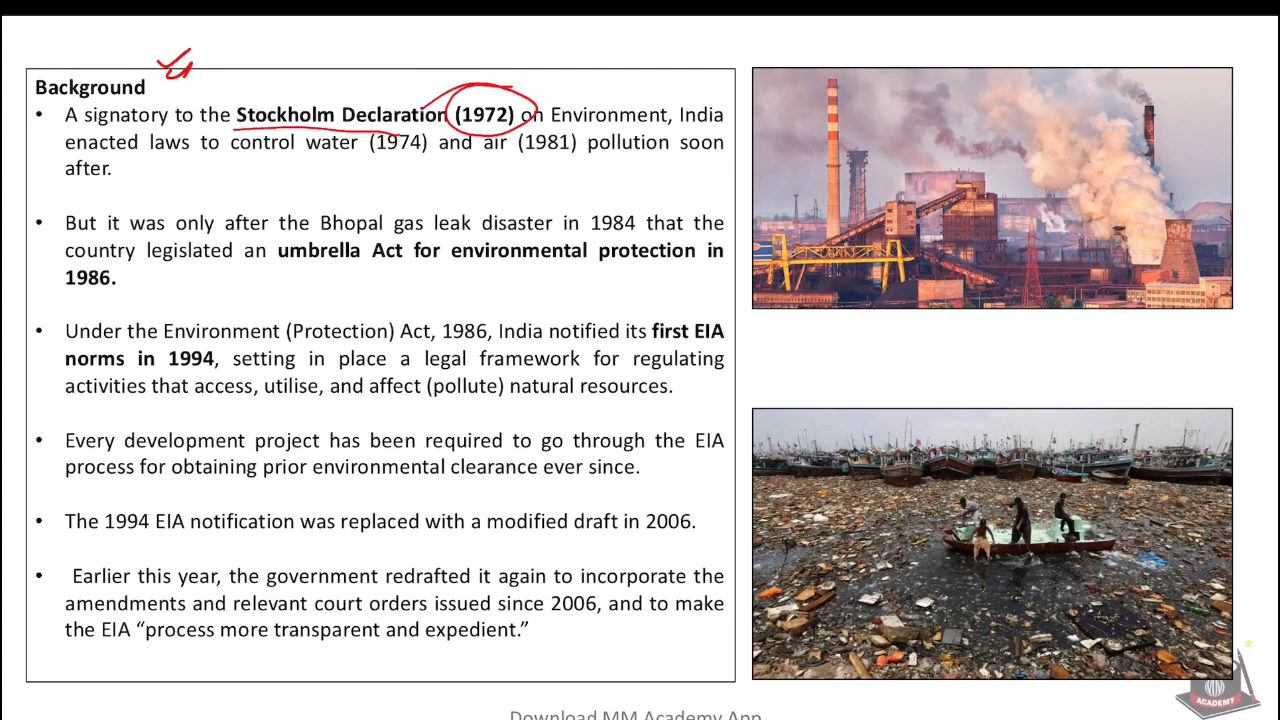 Background
• A signatory to the Stockholm Declaration (1972) on Environment, India
enacted laws to control water (1974) and air (1981) pollution soon
after.
• But it was only after the Bhopal gas leak disaster in 1984 that the
country legislated an umbrella Act for environmental protection in
1986.
• Under the Environment (Protection) Act, 1986, India notified its first EIA
norms in 1994, setting in place a legal framework for regulating
activities that access, utilise, and affect (pollute) natural resources.
• Every development project has been required to go through the EIA
process for obtaining prior environmental clearance ever since.
• The 1994 EIA notification was replaced with a modified draft in 2006.
• Earlier this year, the government redrafted it again to incorporate the
amendments and relevant court orders issued since 2006, and to make
the EIA “process more transparent and expedient.”
ACADEMY
Download MM Academy App